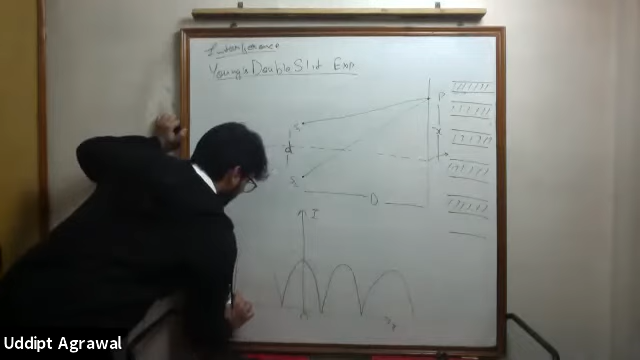 Interference
Young's Double Slit Exp
P
S₁
x
d
S₂
D
I
Uddipt Agrawal